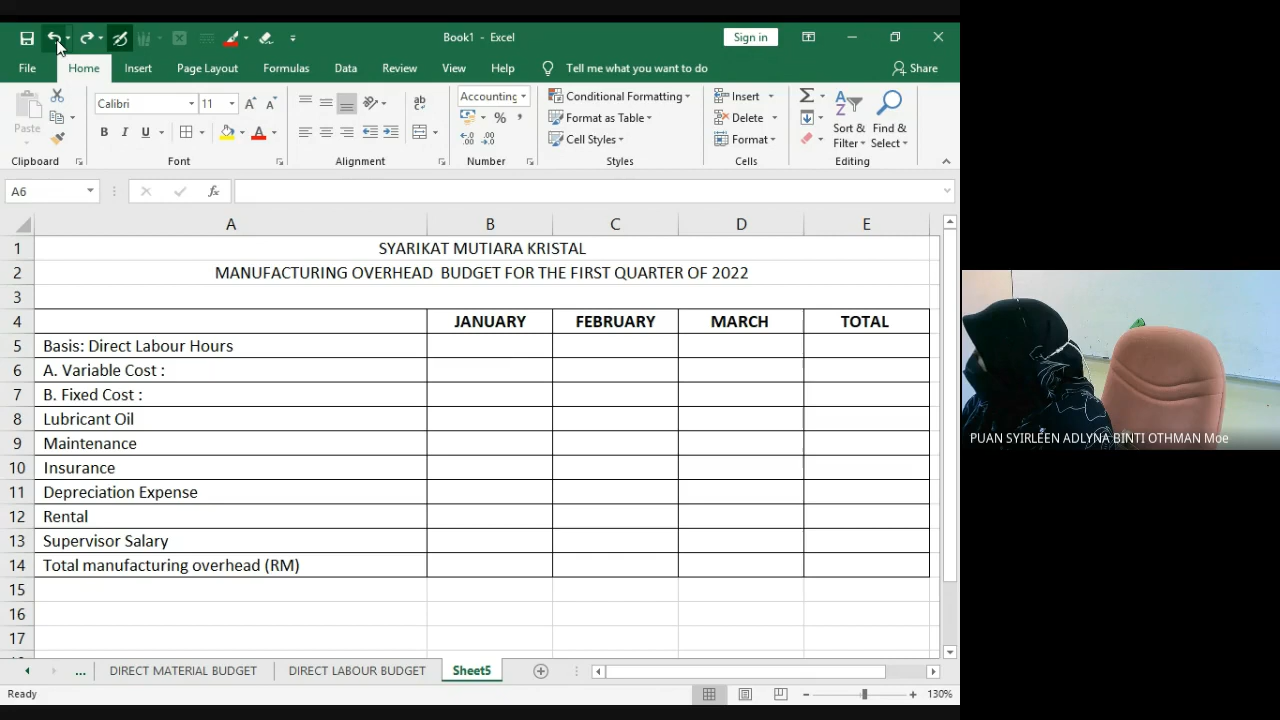 Book1 - Excel
Sign in
File Home Insert Page Layout Formulas Data Review View Help Tell me what you want to do Share
Paste
Calibri 11
B I U A
ab
Accounting
% ,
Conditional Formatting
Format as Table
Cell Styles
Insert
Delete
Format
Sort & Filter
Find & Select
Clipboard Font Alignment Number Styles Cells Editing
A6 fx
A B C D E
1 SYARIKAT MUTIARA KRISTAL
2 MANUFACTURING OVERHEAD BUDGET FOR THE FIRST QUARTER OF 2022
3
4 JANUARY FEBRUARY MARCH TOTAL
5 Basis: Direct Labour Hours
6 A. Variable Cost :
7 B. Fixed Cost :
8 Lubricant Oil
9 Maintenance
10 Insurance
11 Depreciation Expense
12 Rental
13 Supervisor Salary
14 Total manufacturing overhead (RM)
15
16
17
... DIRECT MATERIAL BUDGET DIRECT LABOUR BUDGET Sheet5
Ready 130%
PUAN SYIRLEEN ADLYNA BINTI OTHMAN Moe